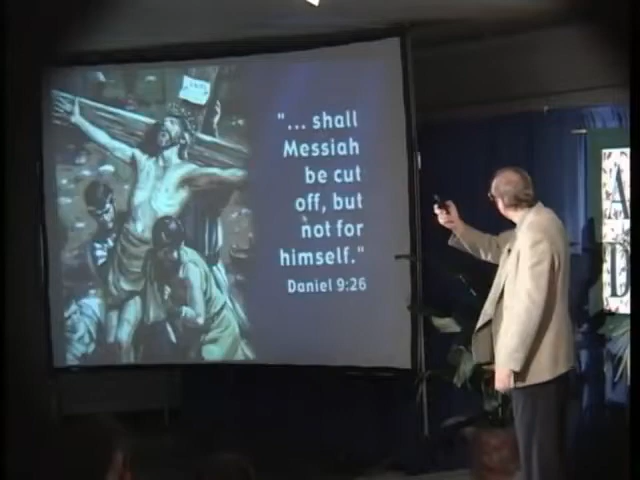 "... shall
Messiah
be cut
off, but
not for
himself."
Daniel 9:26
A
D